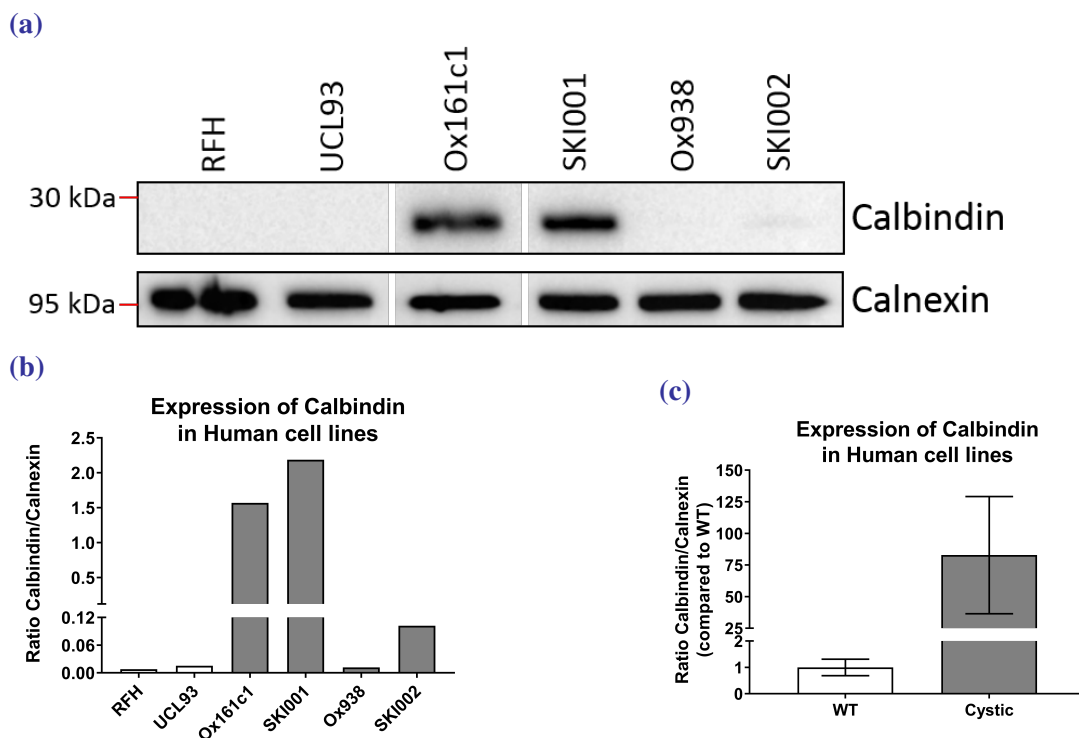 (a)
RFH
UCL93
Ox161c1
SKI001
Ox938
SKI002
30 kDa
Calbindin
95 kDa
Calnexin
(b)
Expression of Calbindin
in Human cell lines
Ratio Calbindin/Calnexin
2.5
2.0
1.5
1.0
0.5
0.12
0.06
0.00
RFH
UCL93
Ox161c1
SKI001
Ox938
SKI002
(c)
Expression of Calbindin
in Human cell lines
Ratio Calbindin/Calnexin
(compared to WT)
150
125
100
75
50
25
2
1
0
WT
Cystic